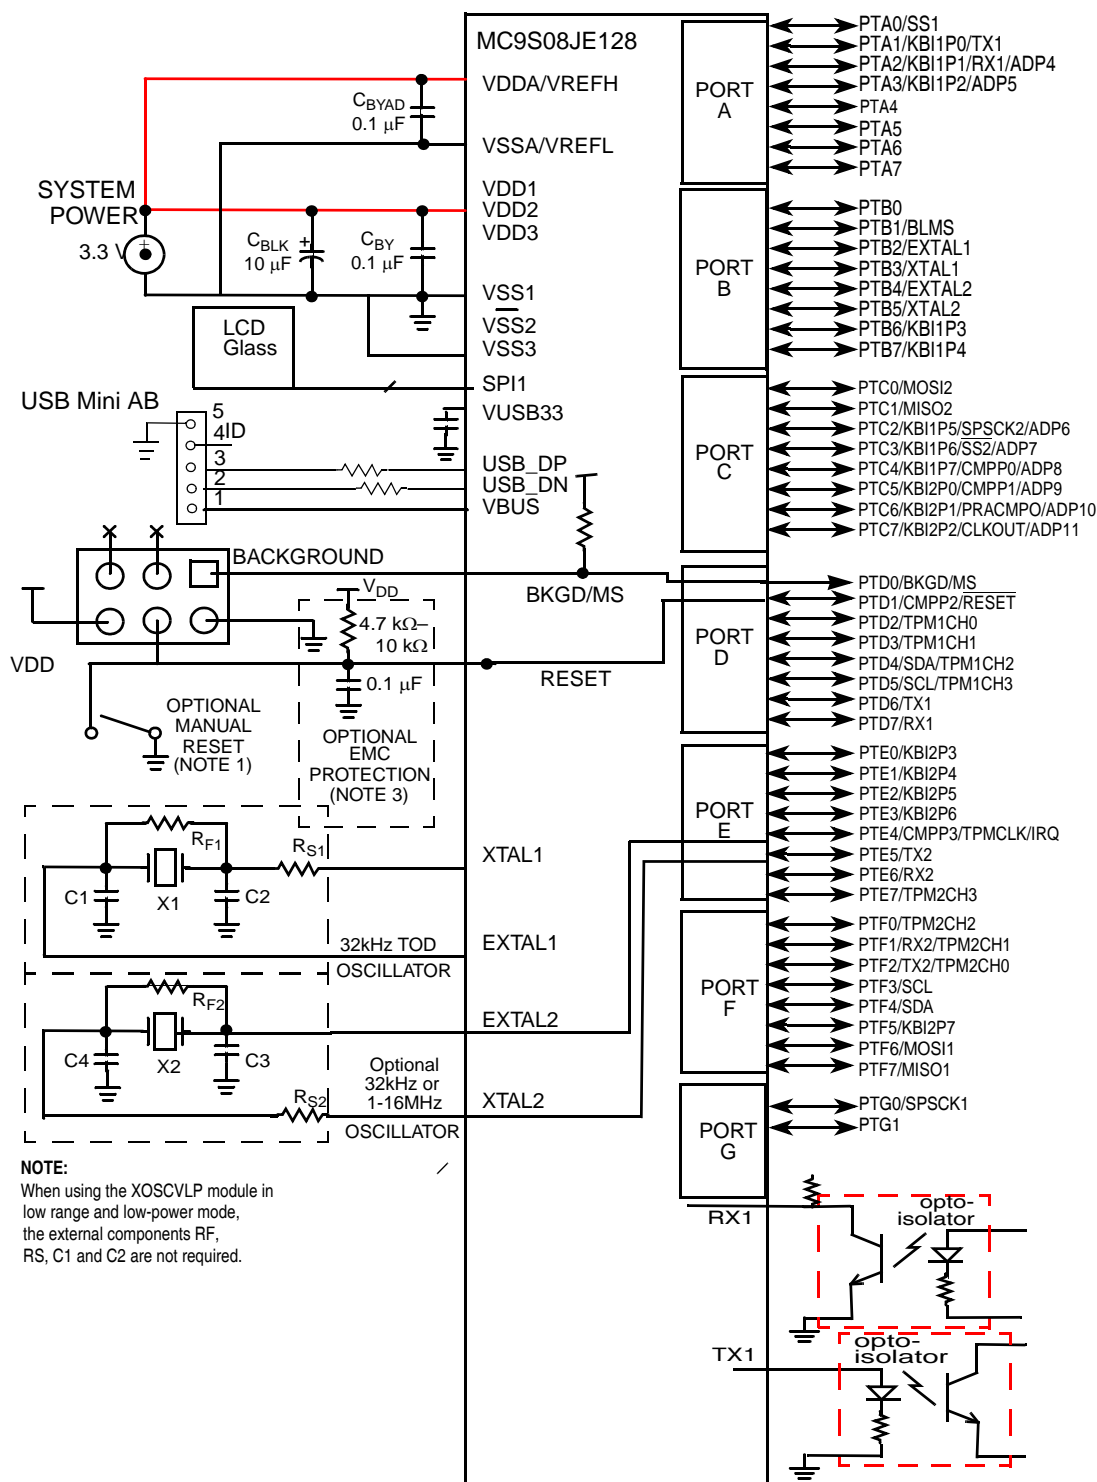 MC9S08JE128
VDDA/VREFH
CBYAD
0.1 µF
VSSA/VREFL
SYSTEM
POWER
3.3 V
VDD1
VDD2
VDD3
CBLK
10 µF
+
CBY
0.1 µF
VSS1
VSS2
VSS3
LCD
Glass
SPI1
USB Mini AB
VUSB33
5
4 ID
3
2
1
USB_DP
USB_DN
VBUS
BACKGROUND
BKGD/MS
VDD
4.7 kΩ–
10 kΩ
VDD
0.1 µF
RESET
OPTIONAL
MANUAL
RESET
(NOTE 1)
OPTIONAL
EMC
PROTECTION
(NOTE 3)
RF1
RS1
XTAL1
C1
X1
C2
EXTAL1
32kHz TOD
OSCILLATOR
RF2
EXTAL2
C4
X2
C3
Optional
32kHz or
1-16MHz
RS2
XTAL2
OSCILLATOR
NOTE:
When using the XOSCVLP module in
low range and low-power mode,
the external components RF,
RS, C1 and C2 are not required.
PORT
A
PTA0/SS1
PTA1/KBI1P0/TX1
PTA2/KBI1P1/RX1/ADP4
PTA3/KBI1P2/ADP5
PTA4
PTA5
PTA6
PTA7
PORT
B
PTB0
PTB1/BLMS
PTB2/EXTAL1
PTB3/XTAL1
PTB4/EXTAL2
PTB5/XTAL2
PTB6/KBI1P3
PTB7/KBI1P4
PORT
C
PTC0/MOSI2
PTC1/MISO2
PTC2/KBI1P5/SPSCK2/ADP6
PTC3/KBI1P6/SS2/ADP7
PTC4/KBI1P7/CMPP0/ADP8
PTC5/KBI2P0/CMPP1/ADP9
PTC6/KBI2P1/PRACMPO/ADP10
PTC7/KBI2P2/CLKOUT/ADP11
PORT
D
PTD0/BKGD/MS
PTD1/CMPP2/RESET
PTD2/TPM1CH0
PTD3/TPM1CH1
PTD4/SDA/TPM1CH2
PTD5/SCL/TPM1CH3
PTD6/TX1
PTD7/RX1
PORT
E
PTE0/KBI2P3
PTE1/KBI2P4
PTE2/KBI2P5
PTE3/KBI2P6
PTE4/CMPP3/TPMCLK/IRQ
PTE5/TX2
PTE6/RX2
PTE7/TPM2CH3
PORT
F
PTF0/TPM2CH2
PTF1/RX2/TPM2CH1
PTF2/TX2/TPM2CH0
PTF3/SCL
PTF4/SDA
PTF5/KBI2P7
PTF6/MOSI1
PTF7/MISO1
PORT
G
PTG0/SPSCK1
PTG1
RX1
opto-
isolator
TX1
opto-
isolator